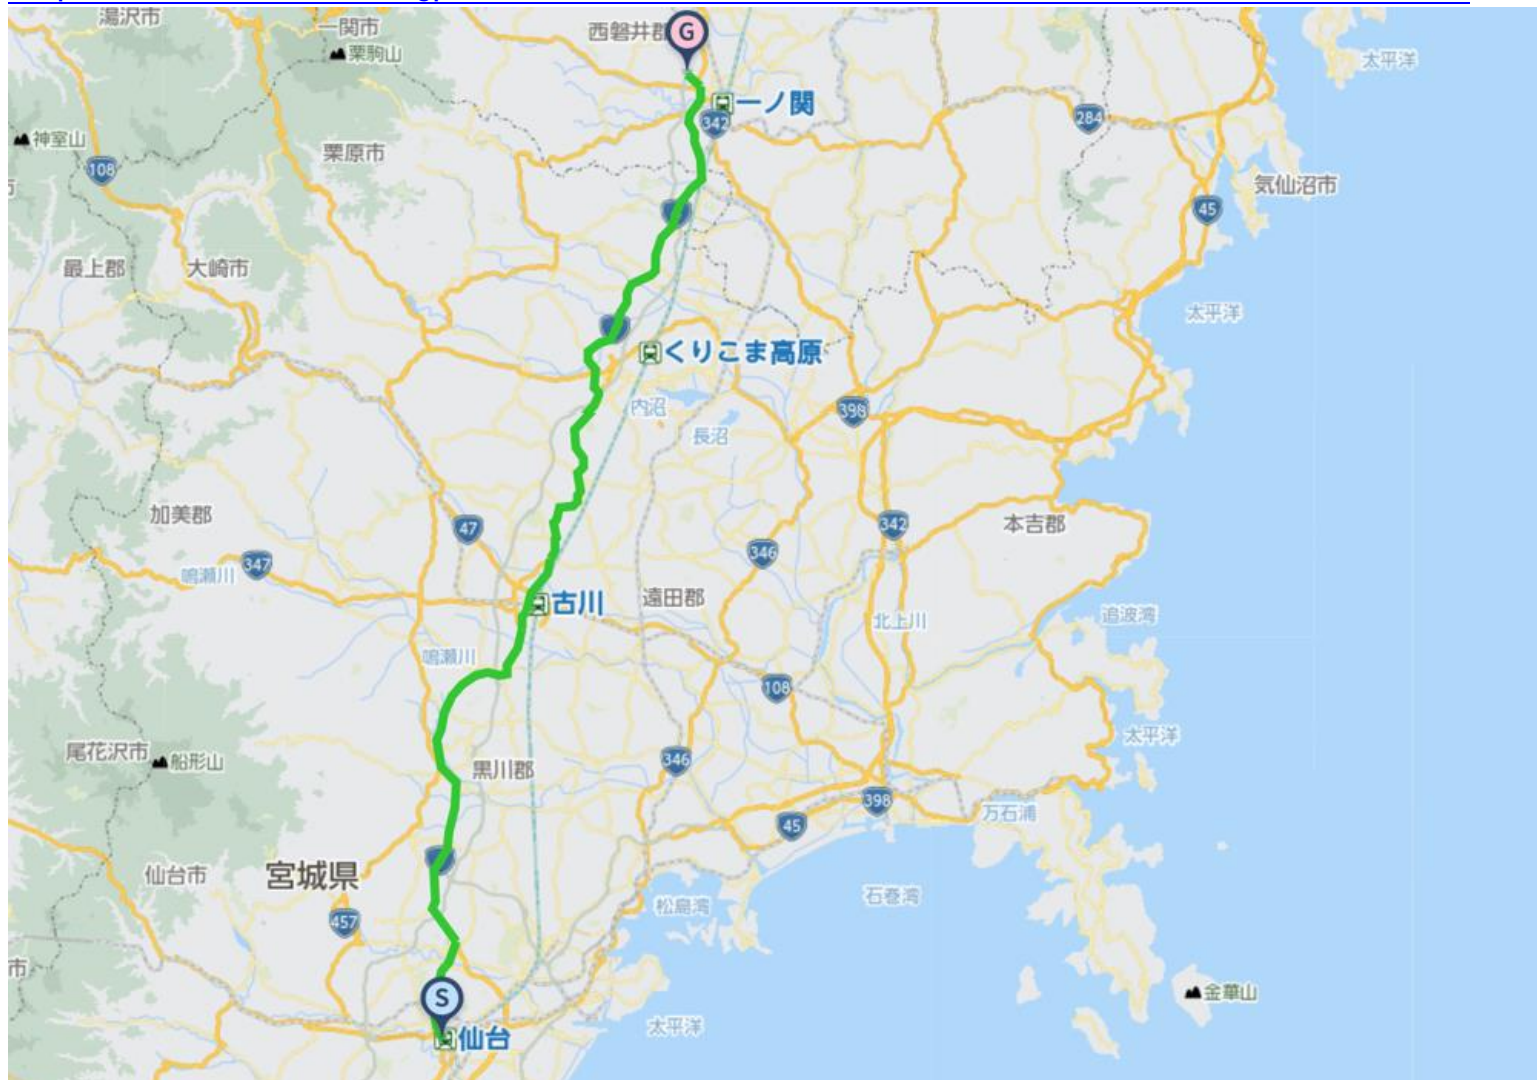 湯沢市
一関市
栗駒山
西磐井郡
G
太平洋
一ノ関
342
284
神室山
108
栗原市
気仙沼市
45
最上郡
大崎市
太平洋
くりこま高原
内沼
398
長沼
加美郡
47
342
本吉郡
346
347
鳴瀬川
古川
遠田郡
北上川
追波湾
鳴瀬川
108
太平洋
尾花沢市
船形山
黒川郡
346
398
万石浦
45
仙台市
宮城県
石巻湾
松島湾
457
市
S
金華山
太平洋
仙台